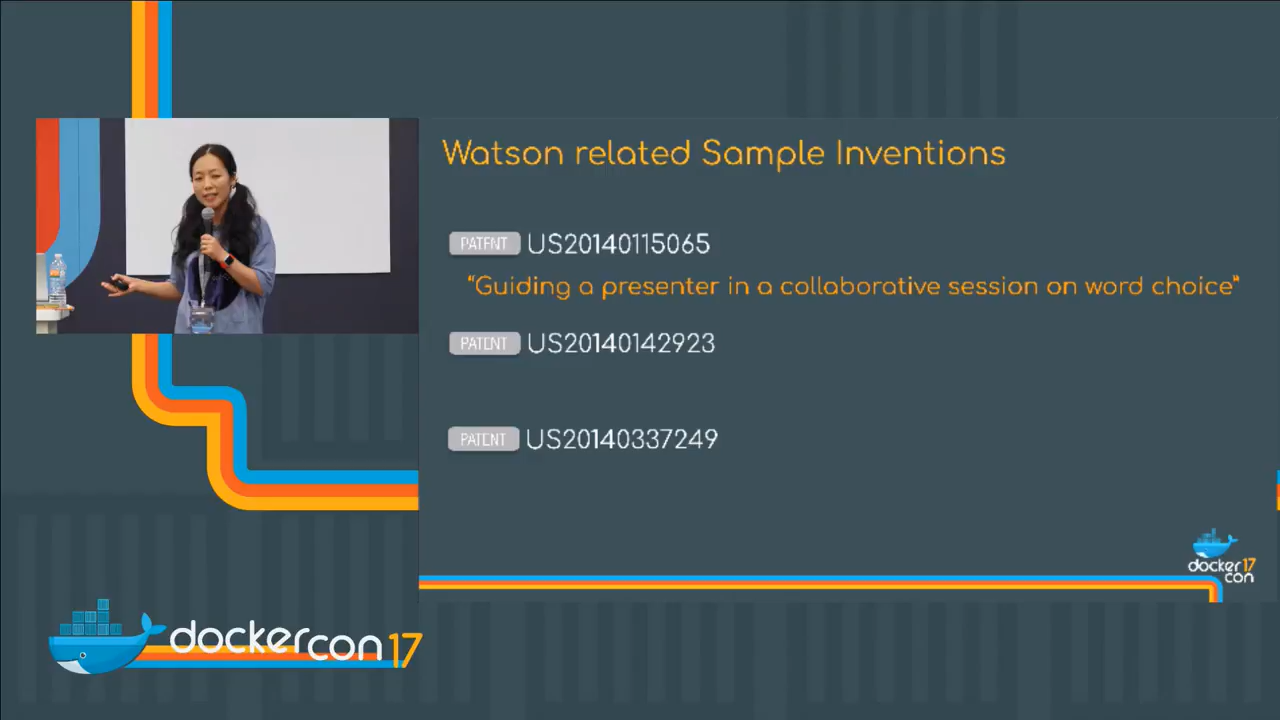 Watson related Sample Inventions
PATENT US20140115065
“Guiding a presenter in a collaborative session on word choice”
PATENT US20140142923
PATENT US20140337249
docker 17
con
dockercon 17